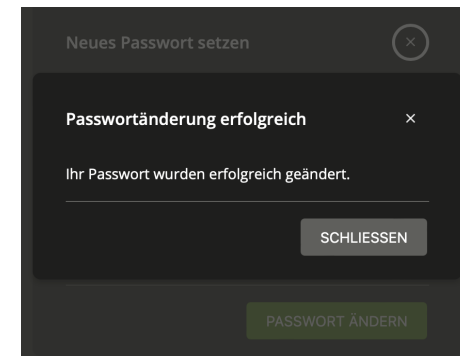 Neues Passwort setzen
Passwortänderung erfolgreich
Ihr Passwort wurden erfolgreich geändert.
SCHLIESSEN
PASSWORT ÄNDERN